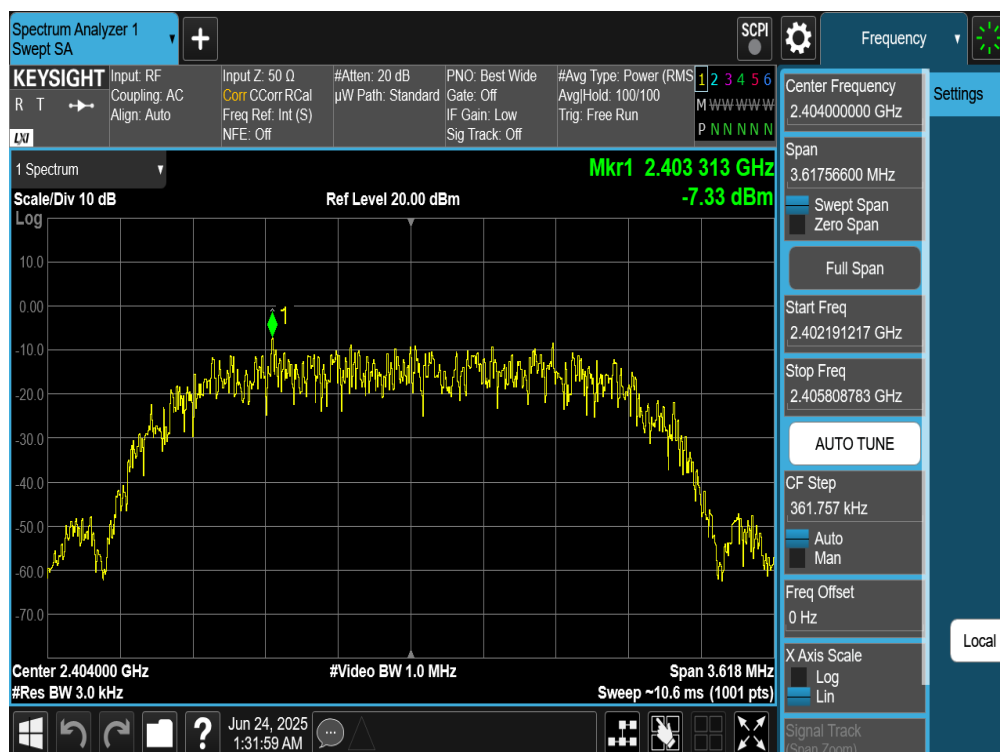 Spectrum Analyzer 1
Swept SA
+
SCPI
Frequency
KEYSIGHT
R T
LXI
Input: RF
Coupling: AC
Align: Auto
Input Z: 50 Ω
Corr CCorr RCal
Freq Ref: Int (S)
NFE: Off
#Atten: 20 dB
µW Path: Standard
PNO: Best Wide
Gate: Off
IF Gain: Low
Sig Track: Off
#Avg Type: Power (RMS
Avg|Hold: 100/100
Trig: Free Run
1 2 3 4 5 6
M W W W W W
P N N N N N
1 Spectrum
Mkr1 2.403 313 GHz
-7.33 dBm
Scale/Div 10 dB
Ref Level 20.00 dBm
Log
10.0
0.00
-10.0
-20.0
-30.0
-40.0
-50.0
-60.0
-70.0
1
Center 2.404000 GHz
#Video BW 1.0 MHz
Span 3.618 MHz
#Res BW 3.0 kHz
Sweep ~10.6 ms (1001 pts)
Center Frequency
2.404000000 GHz
Span
3.61756600 MHz
Swept Span
Zero Span
Full Span
Start Freq
2.402191217 GHz
Stop Freq
2.405808783 GHz
AUTO TUNE
CF Step
361.757 kHz
Auto
Man
Freq Offset
0 Hz
X Axis Scale
Log
Lin
Signal Track
(Span Zoom)
Settings
Local
?
Jun 24, 2025
1:31:59 AM